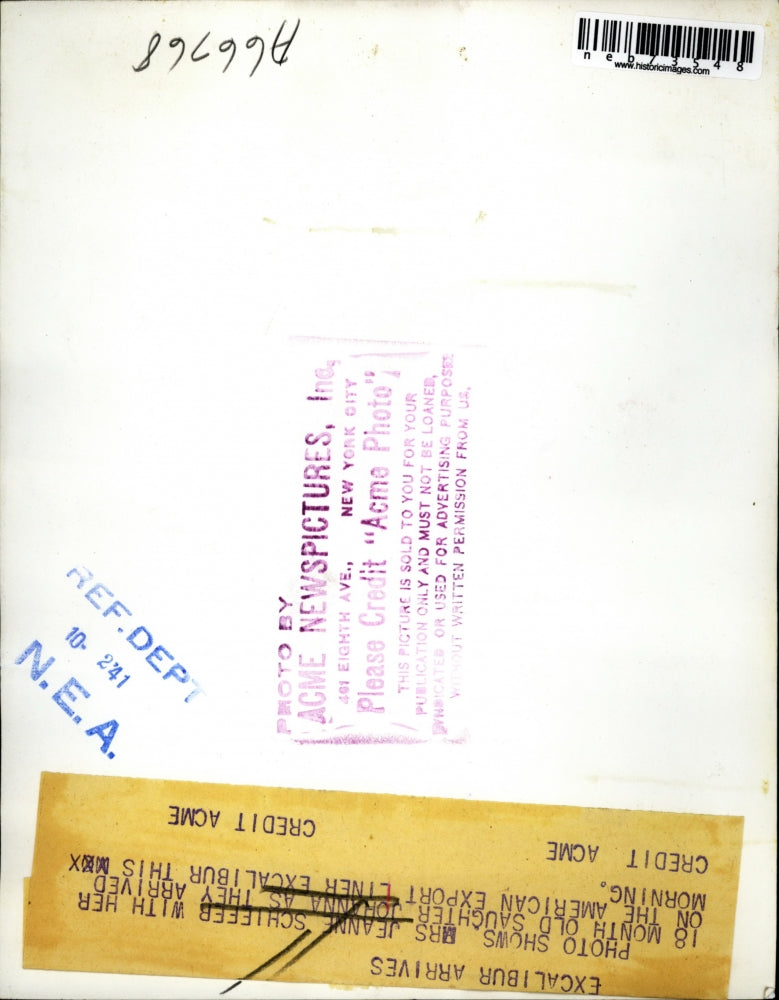 A66768
neb73548
www.historicimages.com
PHOTO BY
ACME NEWSPICTURES, Inc.
461 EIGHTH AVE., NEW YORK CITY
Please Credit "Acme Photo"
THIS PICTURE IS SOLD TO YOU FOR YOUR
PUBLICATION ONLY AND MUST NOT BE LOANED,
SYNDICATED OR USED FOR ADVERTISING PURPOSES
WITHOUT WRITTEN PERMISSION FROM US.
REF. DEPT
10- 241
N.E.A.
EXCALIBUR ARRIVES
PHOTO SHOWS MRS JEANNE SCHIEFEB WITH HER
18 MONTH OLD SAUGHTER JOHANNA AS THEY ARRIVED
ON THE AMERICAN EXPORT LINER EXCALIBUR THIS
MORNING.
CREDIT ACME
CREDIT ACME